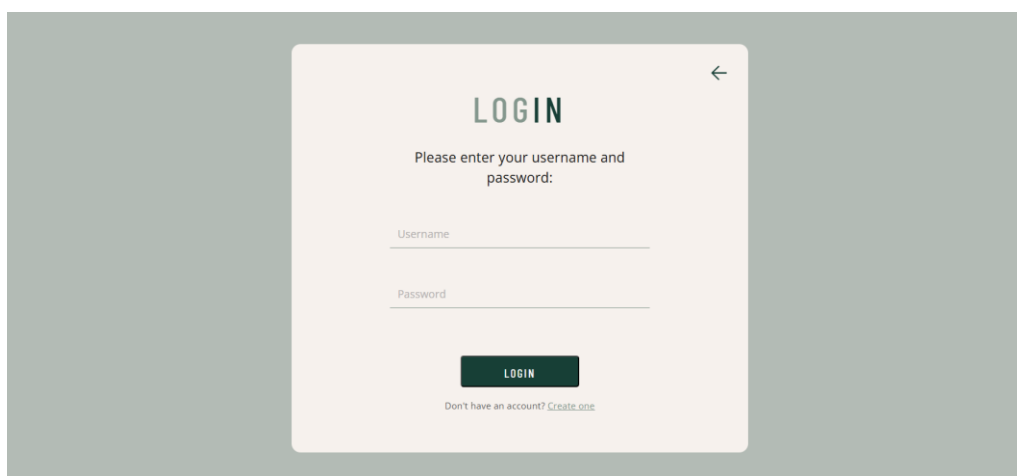 LOGIN
Please enter your username and
password:
Username
Password
LOGIN
Don't have an account? Create one